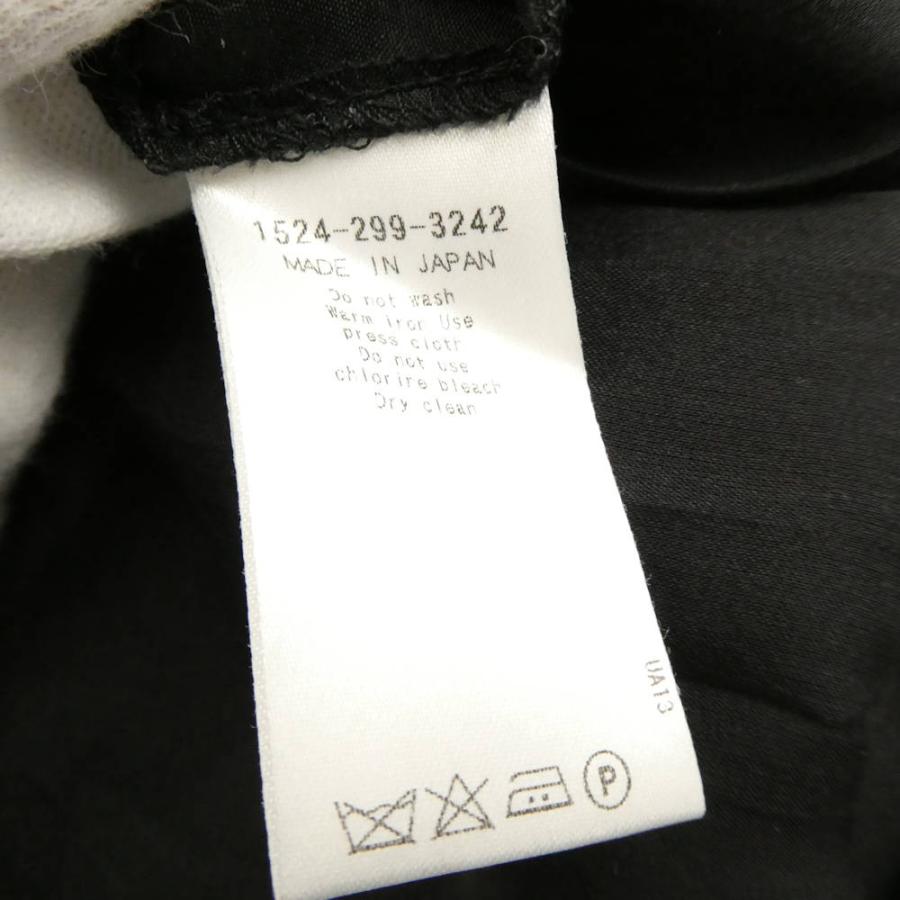 1524-299-3242
MADE IN JAPAN
Do not wash
Warm iron Use
press cloth
Do not use
chlorire bleach
Dry clean
UA13
P